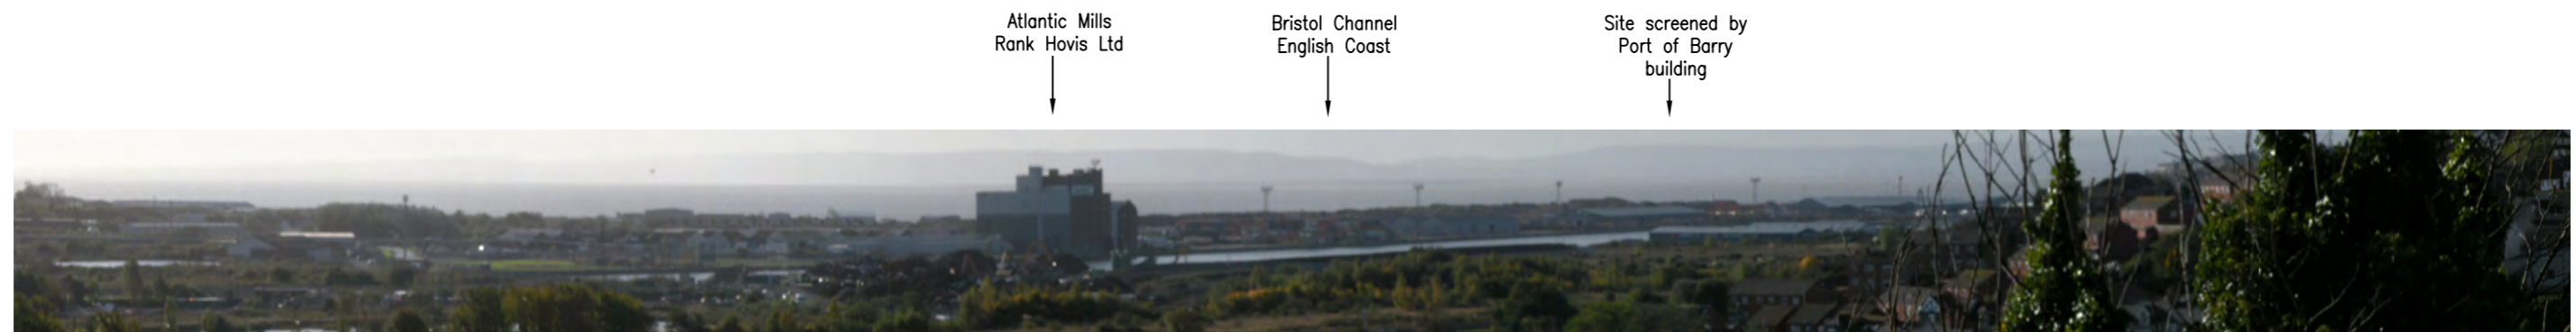 Atlantic Mills
Rank Hovis Ltd
Bristol Channel
English Coast
Site screened by
Port of Barry
building